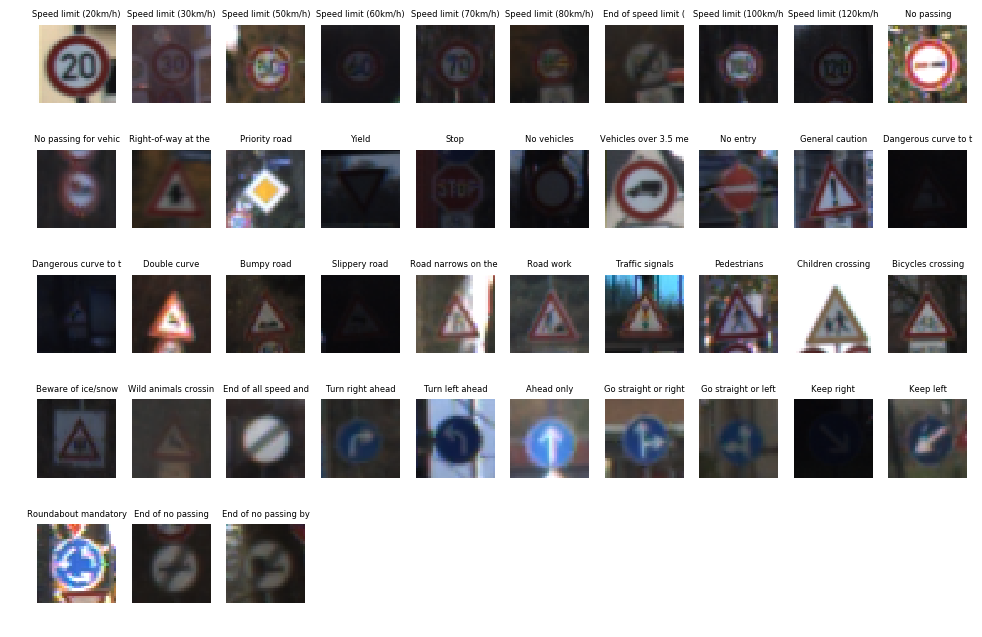 Speed limit (20km/h) Speed limit (30km/h) Speed limit (50km/h) Speed limit (60km/h) Speed limit (70km/h) Speed limit (80km/h) End of speed limit ( Speed limit (100km/h Speed limit (120km/h No passing
20 30 50 60 70 100 120
No passing for vehic Right-of-way at the Priority road Yield Stop No vehicles Vehicles over 3.5 me No entry General caution Dangerous curve to t
STOP
Dangerous curve to t Double curve Bumpy road Slippery road Road narrows on the Road work Traffic signals Pedestrians Children crossing Bicycles crossing
Beware of ice/snow Wild animals crossin End of all speed and Turn right ahead Turn left ahead Ahead only Go straight or right Go straight or left Keep right Keep left
Roundabout mandatory End of no passing End of no passing by